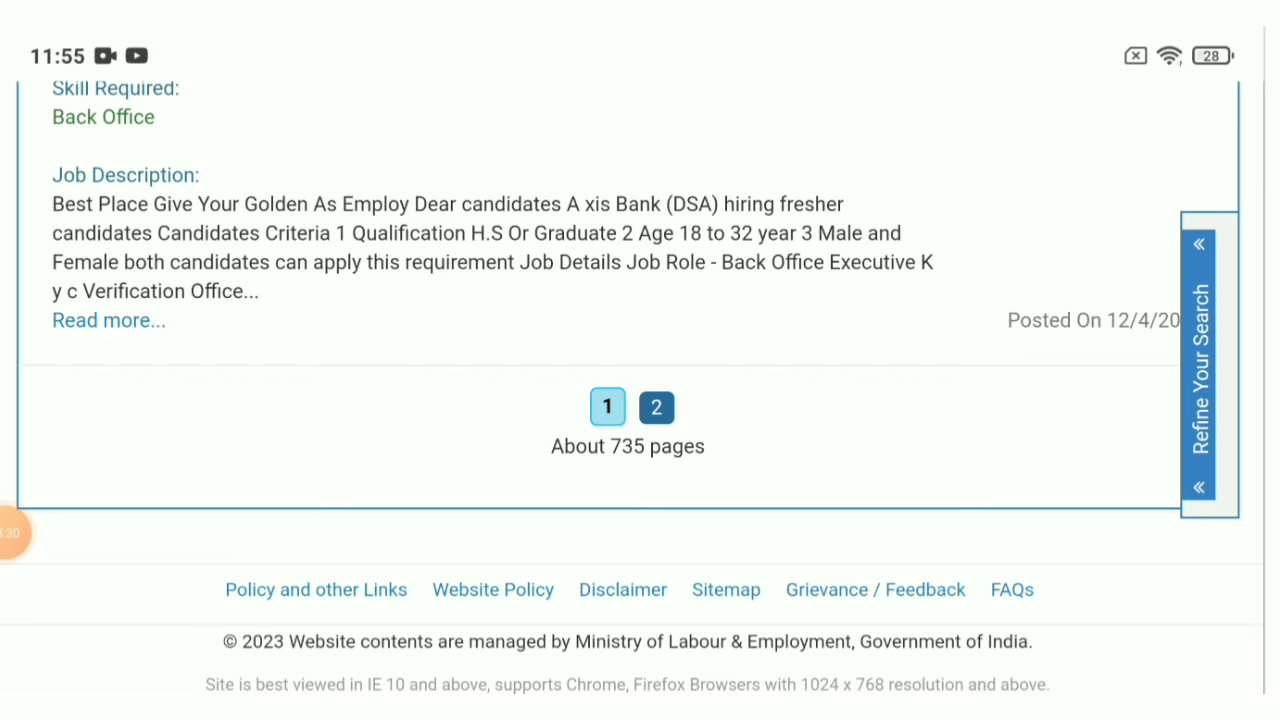 11:55
28
Skill Required:
Back Office
Job Description:
Best Place Give Your Golden As Employ Dear candidates A xis Bank (DSA) hiring fresher
candidates Candidates Criteria 1 Qualification H.S Or Graduate 2 Age 18 to 32 year 3 Male and
Female both candidates can apply this requirement Job Details Job Role - Back Office Executive K
y c Verification Office...
Read more...
Posted On 12/4/20
« Refine Your Search «
1 2
About 735 pages
:30
Policy and other Links Website Policy Disclaimer Sitemap Grievance / Feedback FAQs
© 2023 Website contents are managed by Ministry of Labour & Employment, Government of India.
Site is best viewed in IE 10 and above, supports Chrome, Firefox Browsers with 1024 x 768 resolution and above.